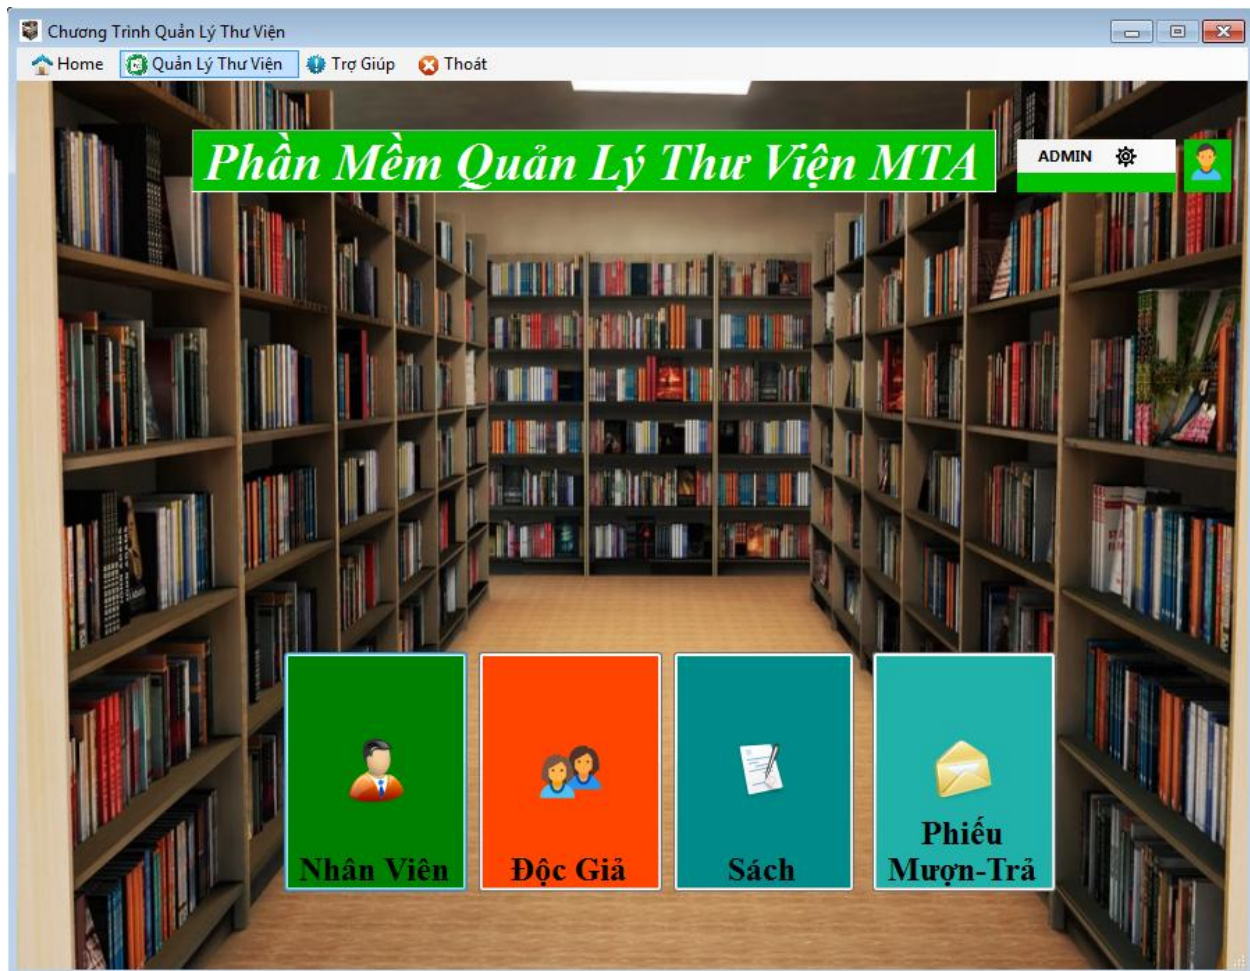 Chương Trình Quản Lý Thư Viện
Home Quản Lý Thư Viện Trợ Giúp Thoát
Phần Mềm Quản Lý Thư Viện MTA
ADMIN
Nhân Viên
Độc Giả
Sách
Phiếu
Mượn-Trả